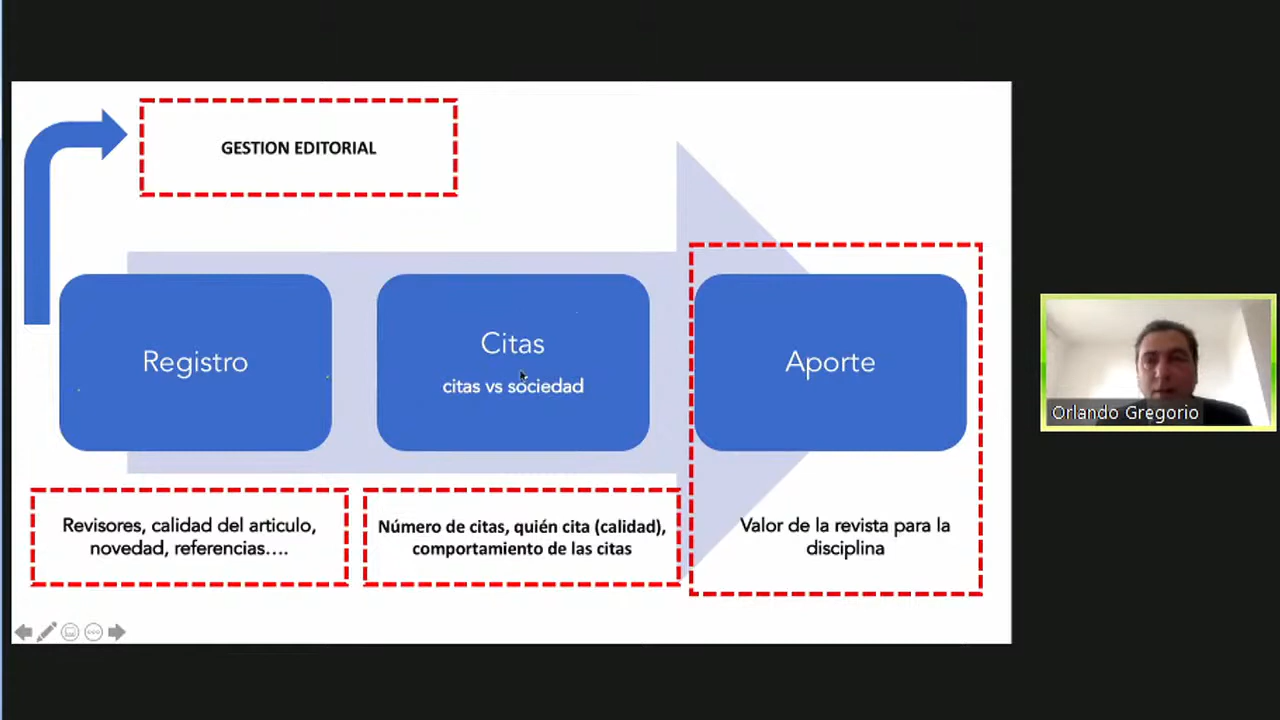 GESTION EDITORIAL
Registro
Citas
citas vs sociedad
Aporte
Revisores, calidad del articulo,
novedad, referencias….
Número de citas, quién cita (calidad),
comportamiento de las citas
Valor de la revista para la
disciplina
Orlando Gregorio